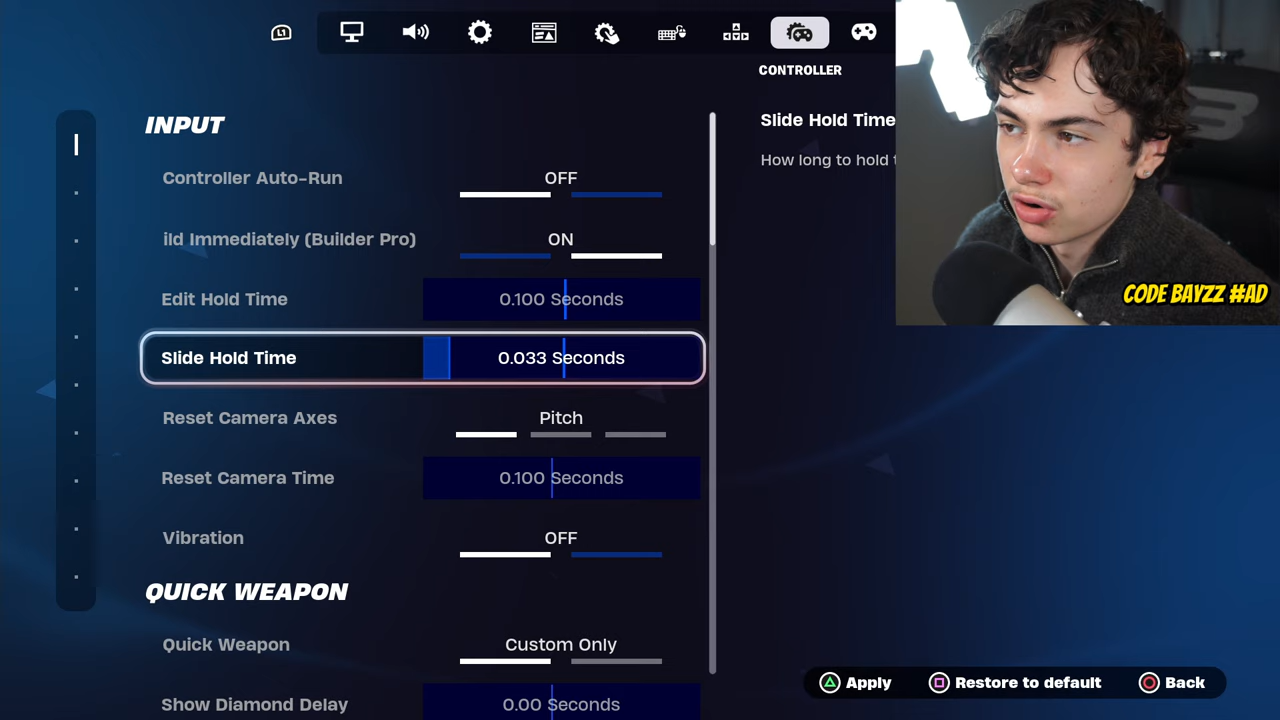 L1
CONTROLLER
INPUT
Controller Auto-Run OFF
ild Immediately (Builder Pro) ON
Edit Hold Time 0.100 Seconds
Slide Hold Time 0.033 Seconds
Reset Camera Axes Pitch
Reset Camera Time 0.100 Seconds
Vibration OFF
QUICK WEAPON
Quick Weapon Custom Only
Show Diamond Delay 0.00 Seconds
Slide Hold Time
How long to hold
CODE BAYZZ #AD
Apply Restore to default Back